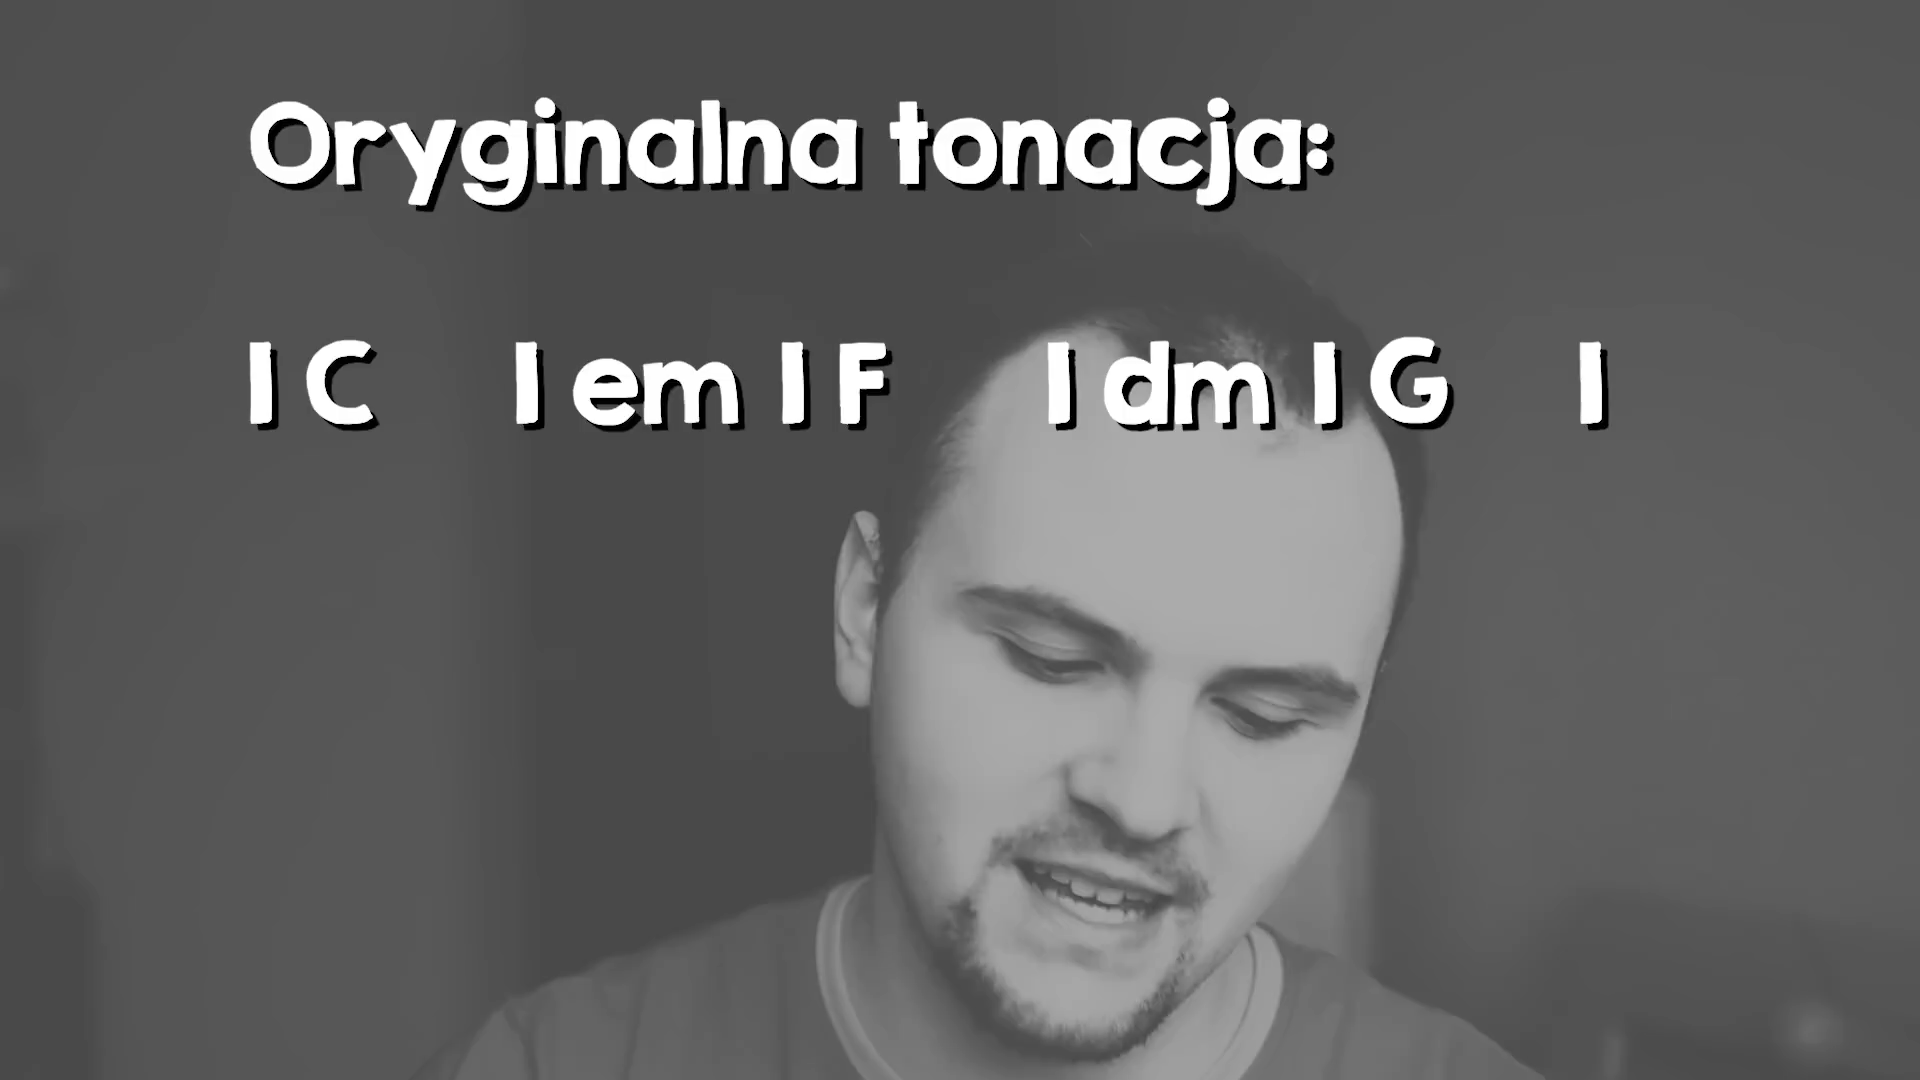 Oryginalna tonacja:
| C | em | F | dm | G |